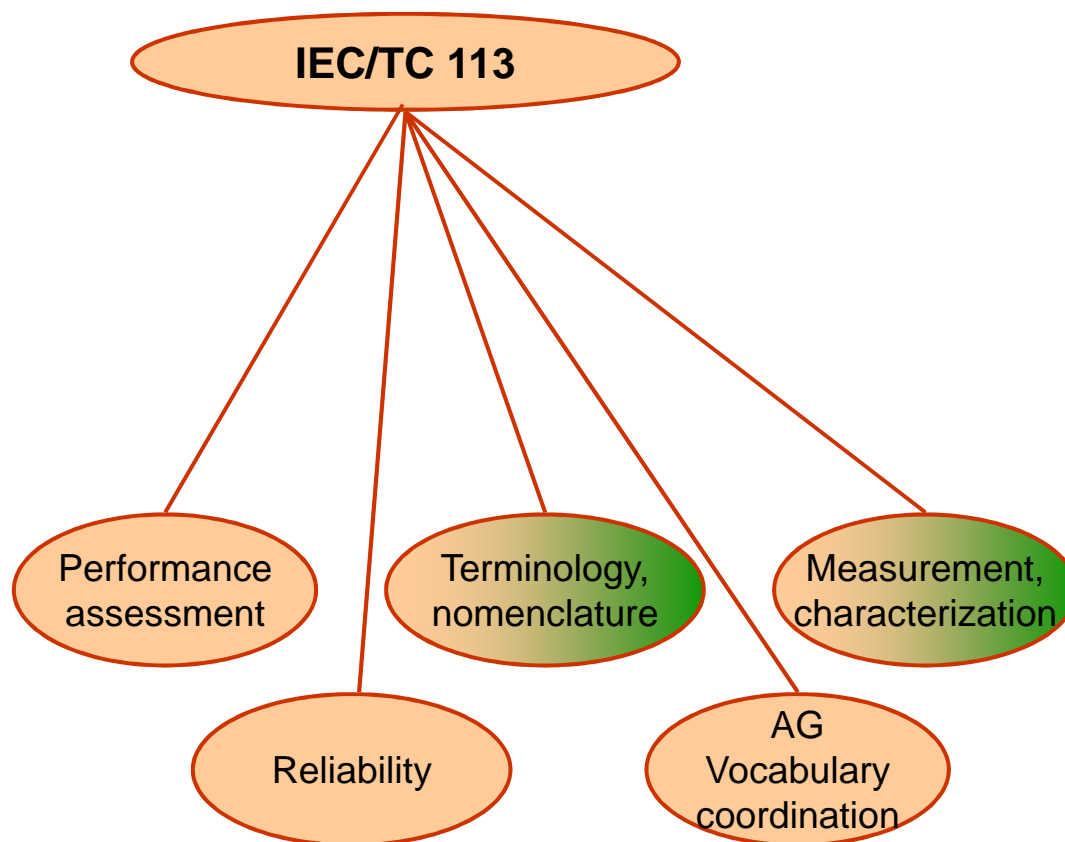 IEC/TC 113
Performance
assessment
Terminology,
nomenclature
Measurement,
characterization
Reliability
AG
Vocabulary
coordination